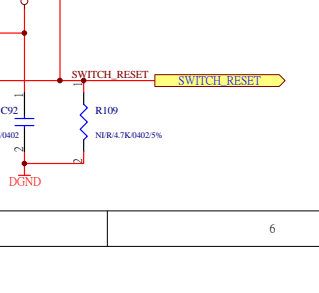 SWITCH_RESET
SWITCH_RESET
1
1
C92
R109
/0402
NI/R/4.7K/0402/5%
2
2
DGND
6